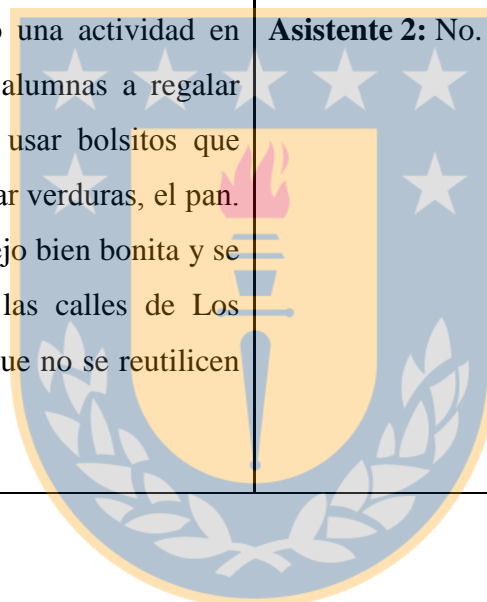 una actividad en
alumnas a regalar
usar bolsitos que
ar verduras, el pan.
ejo bien bonita y se
las calles de Los
ue no se reutilicen
Asistente 2: No.